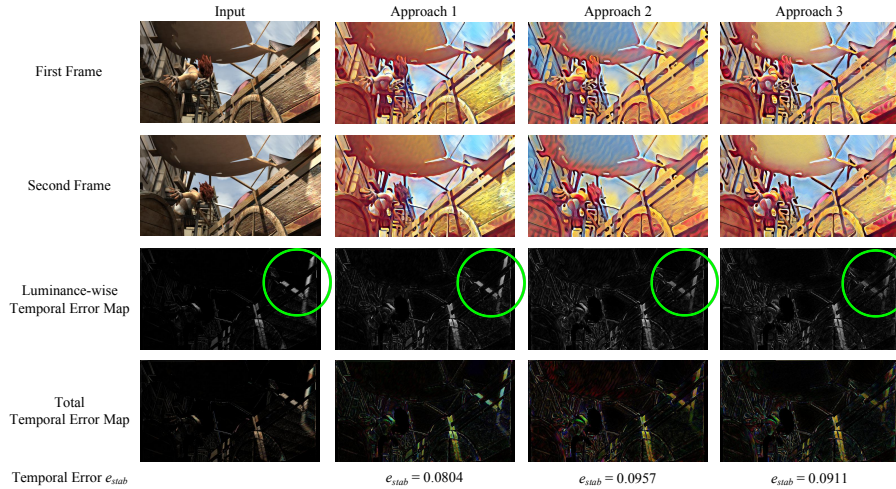 Input Approach 1 Approach 2 Approach 3
First Frame
Second Frame
Luminance-wise
Temporal Error Map
Total
Temporal Error Map
Temporal Error e_stab e_stab = 0.0804 e_stab = 0.0957 e_stab = 0.0911